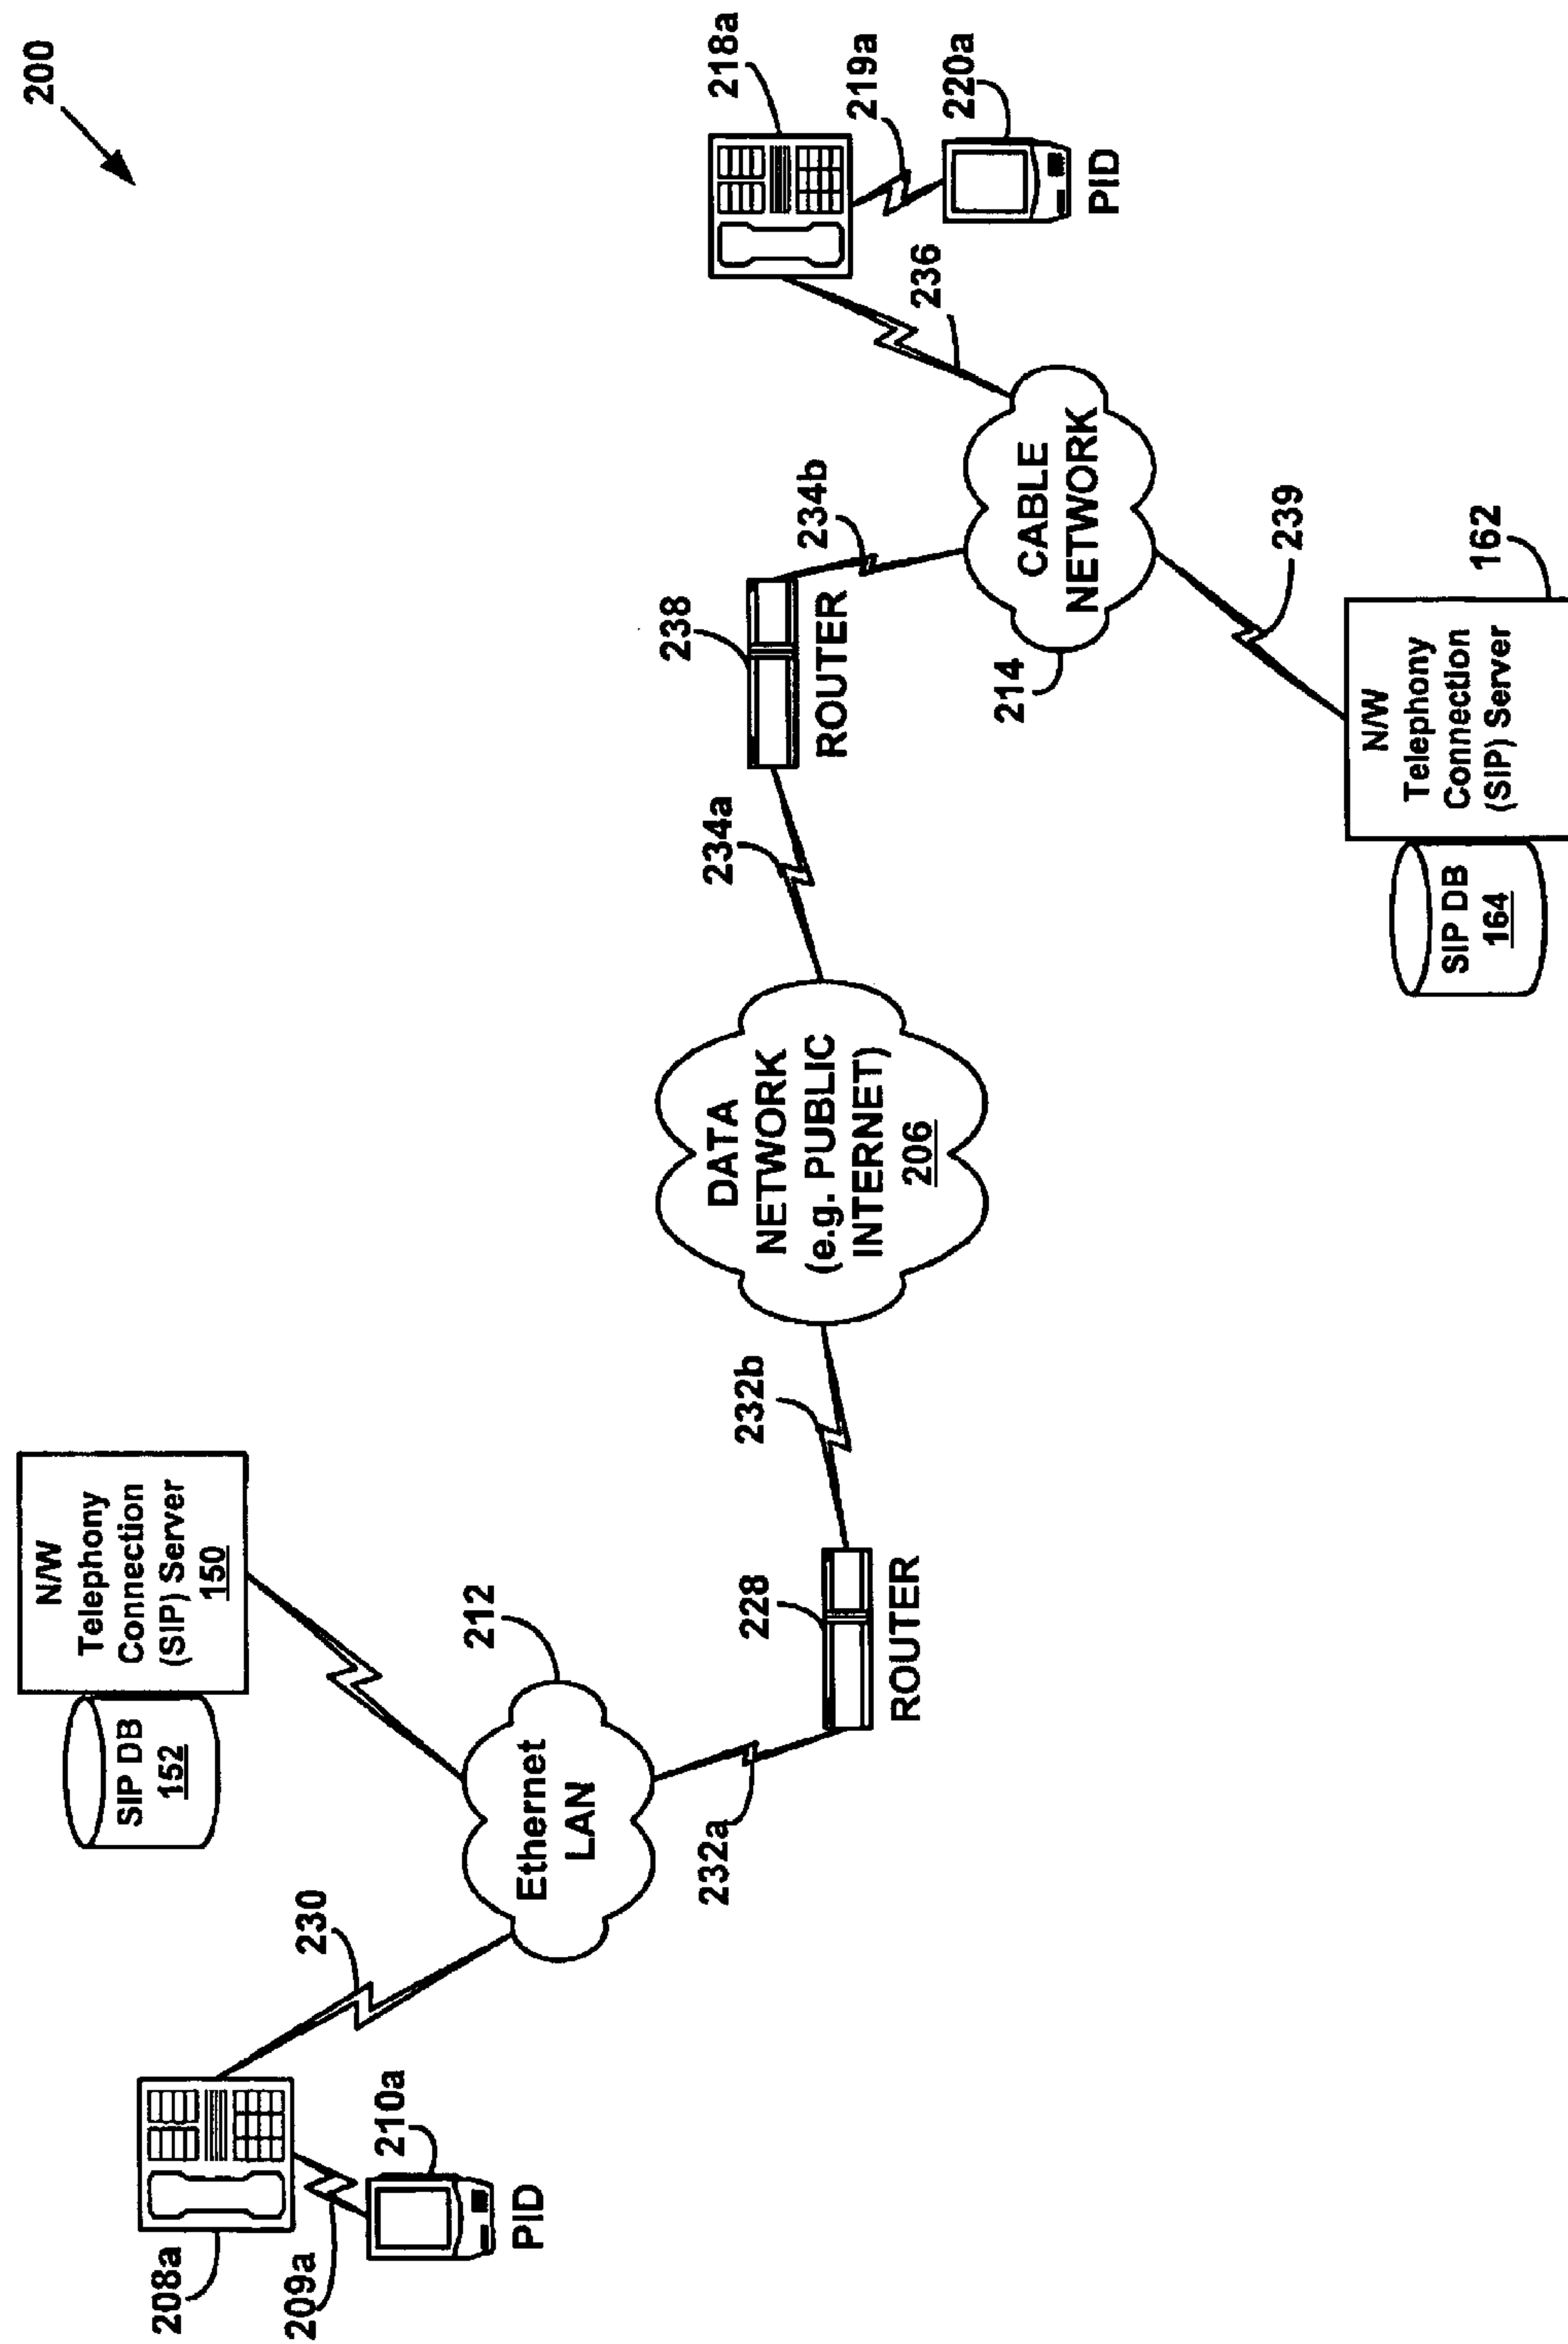 200
N/W
Telephony
Connection
(SIP) Server
150
SIP DB
152
230
208a
209a
210a
PID
212
Ethernet
LAN
232a
228
ROUTER
232b
DATA
NETWORK
(e.g. PUBLIC
INTERNET)
206
234a
238
ROUTER
234b
218a
219a
220a
PID
236
CABLE
NETWORK
214
239
162
N/W
Telephony
Connection
(SIP) Server
SIP DB
164